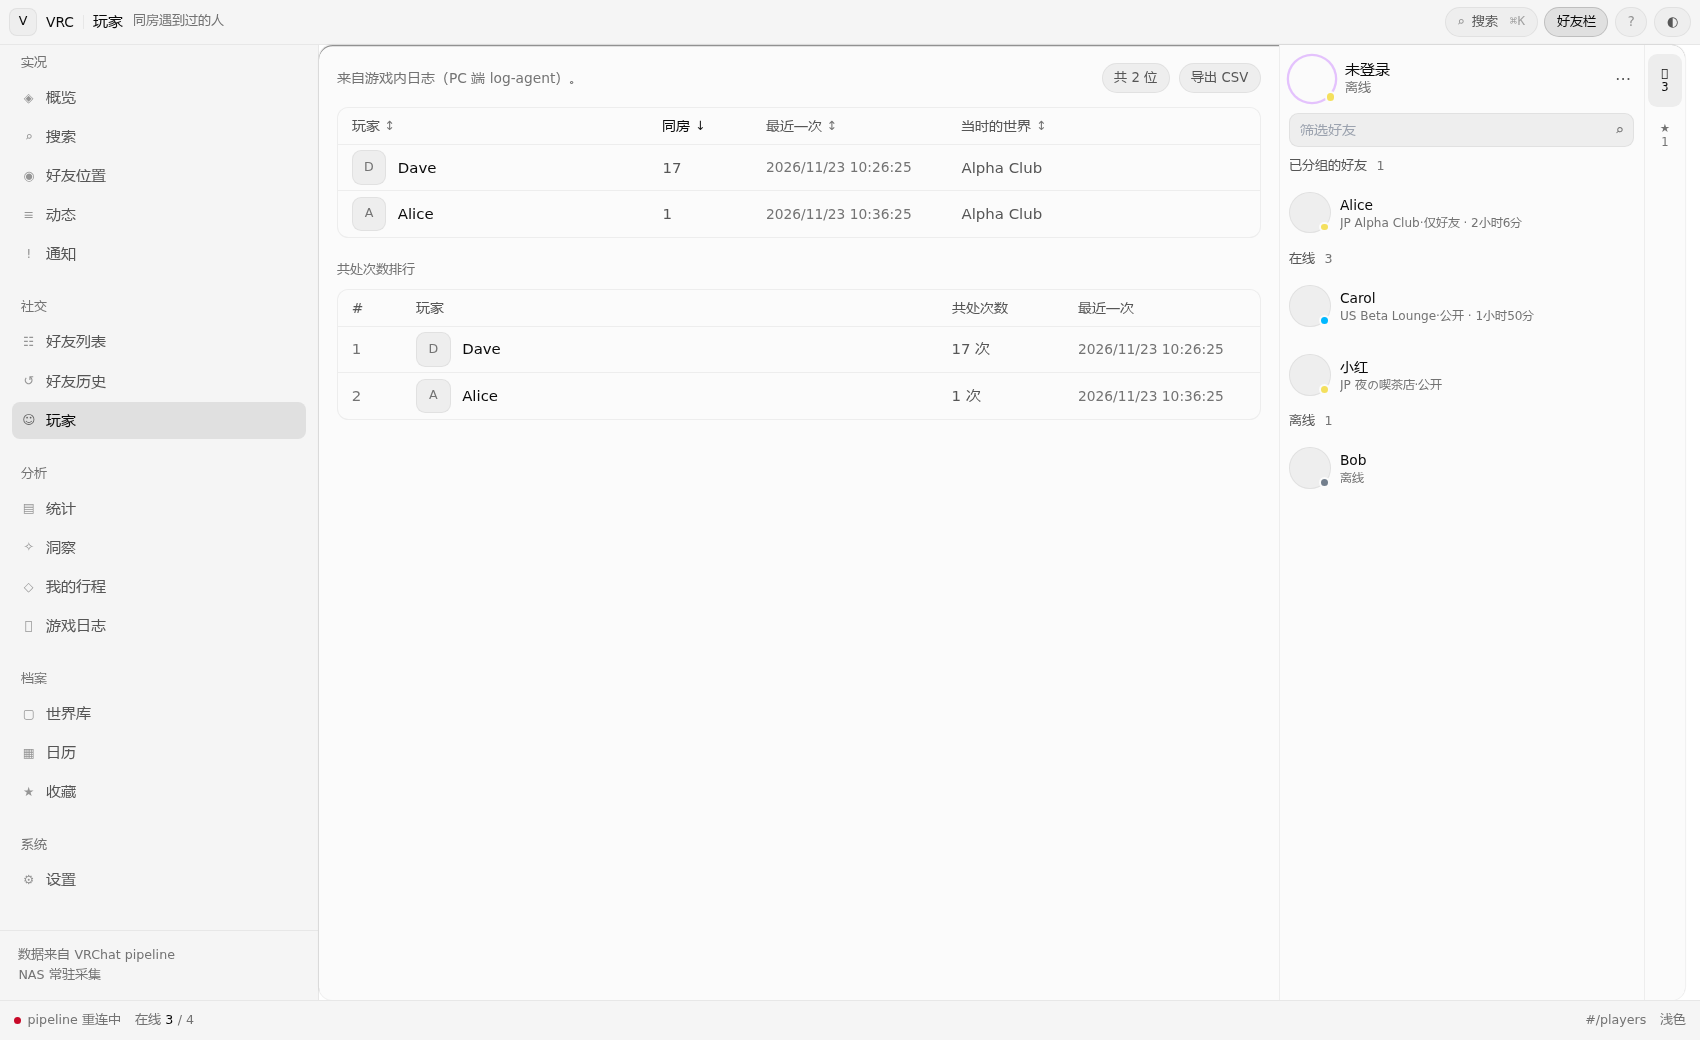 V VRC 玩家 同房遇到过的人
搜索 ⌘K 好友栏 ?
实况
概览
搜索
好友位置
动态
通知
社交
好友列表
好友历史
玩家
分析
统计
洞察
我的行程
游戏日志
档案
世界库
日历
收藏
系统
设置
数据来自 VRChat pipeline
NAS 常驻采集
来自游戏内日志（PC 端 log-agent）。 共 2 位 导出 CSV
玩家 ↕ 同房 ↓ 最近一次 ↕ 当时的世界 ↕
D Dave 17 2026/11/23 10:26:25 Alpha Club
A Alice 1 2026/11/23 10:36:25 Alpha Club
共处次数排行
# 玩家 共处次数 最近一次
1 D Dave 17 次 2026/11/23 10:26:25
2 A Alice 1 次 2026/11/23 10:36:25
未登录 ⋯
离线
筛选好友
已分组的好友 1
Alice
JP Alpha Club·仅好友 · 2小时6分
在线 3
Carol
US Beta Lounge·公开 · 1小时50分
小红
JP 夜の喫茶店·公开
离线 1
Bob
离线
3
★
1
pipeline 重连中 在线 3 / 4
#/players 浅色